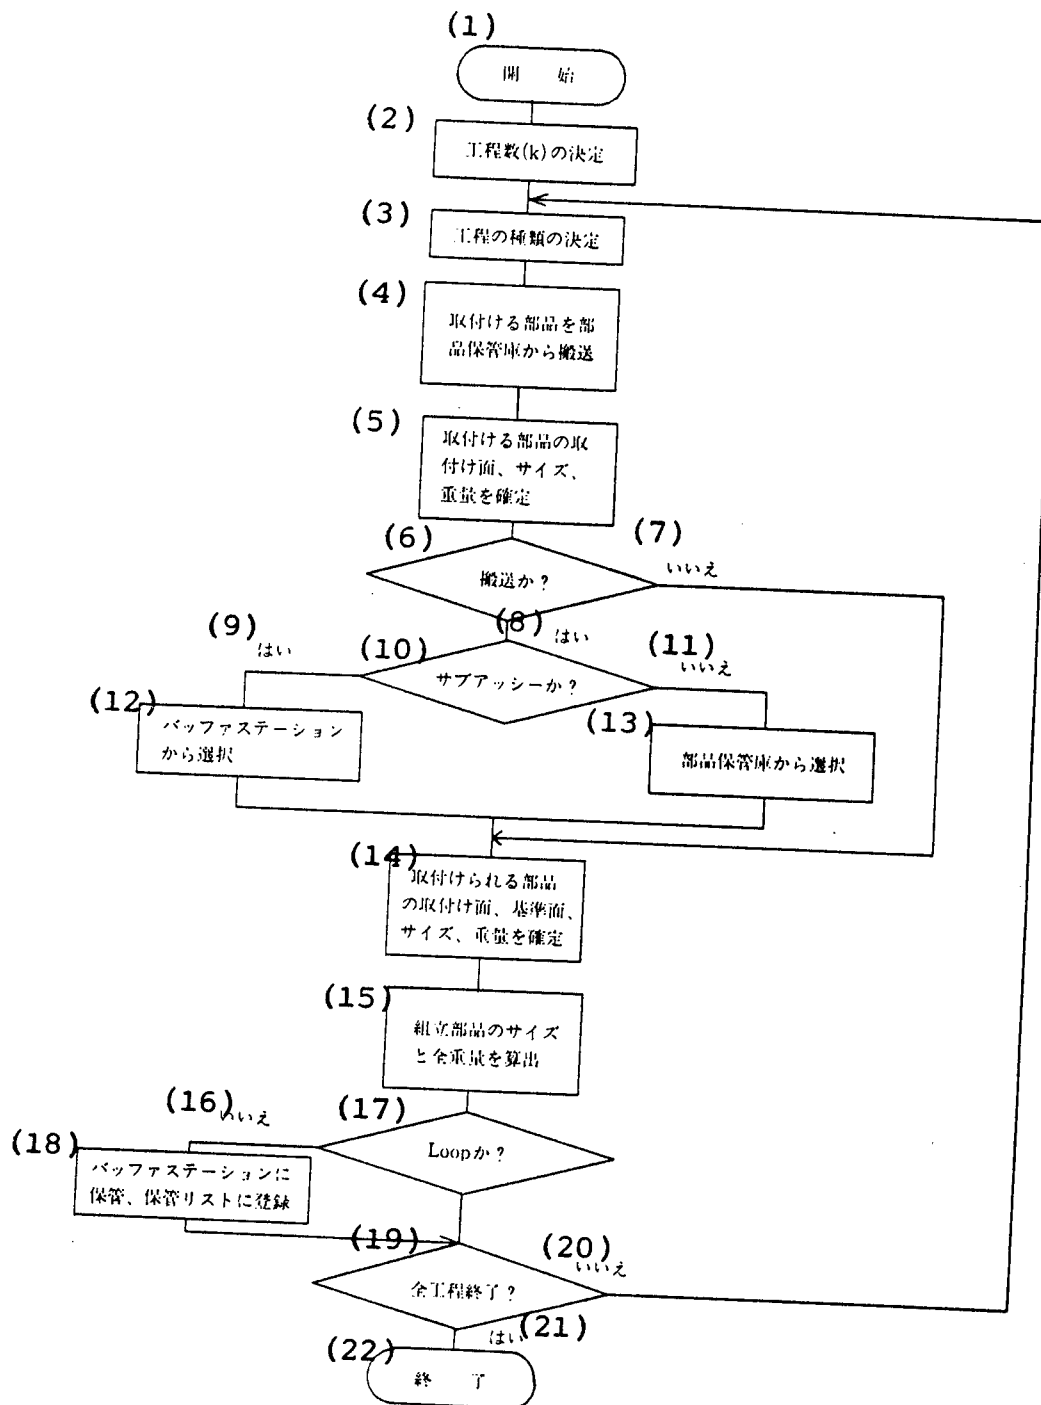 (1)
開 始
(2)
工程数(k)の決定
(3)
工程の種類の決定
(4)
取付ける部品を部
品保管庫から搬送
(5)
取付ける部品の取
付け面、サイズ、
重量を確定
(6)
搬送か?
(7)
いいえ
(8)
はい
(9)
はい
(10)
サブアッシーか?
(11)
いいえ
(12)
バッファステーション
から選択
(13)
部品保管庫から選択
(14)
取付けられる部品
の取付け面、基準面、
サイズ、重量を確定
(15)
組立部品のサイズ
と全重量を算出
(16)
いいえ
(17)
Loopか?
(18)
バッファステーションに
保管、保管リストに登録
(19)
全工程終了?
(20)
いいえ
はい
(21)
(22)
終 了